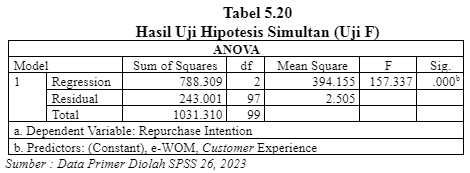 Tabel 5.20
Hasil Uji Hipotesis Simultan (Uji F)
ANOVA
Model Sum of Squares df Mean Square F Sig.
1 Regression 788.309 2 394.155 157.337 .000b
Residual 243.001 97 2.505
Total 1031.310 99
a. Dependent Variable: Repurchase Intention
b. Predictors: (Constant), e-WOM, Customer Experience
Sumber : Data Primer Diolah SPSS 26, 2023